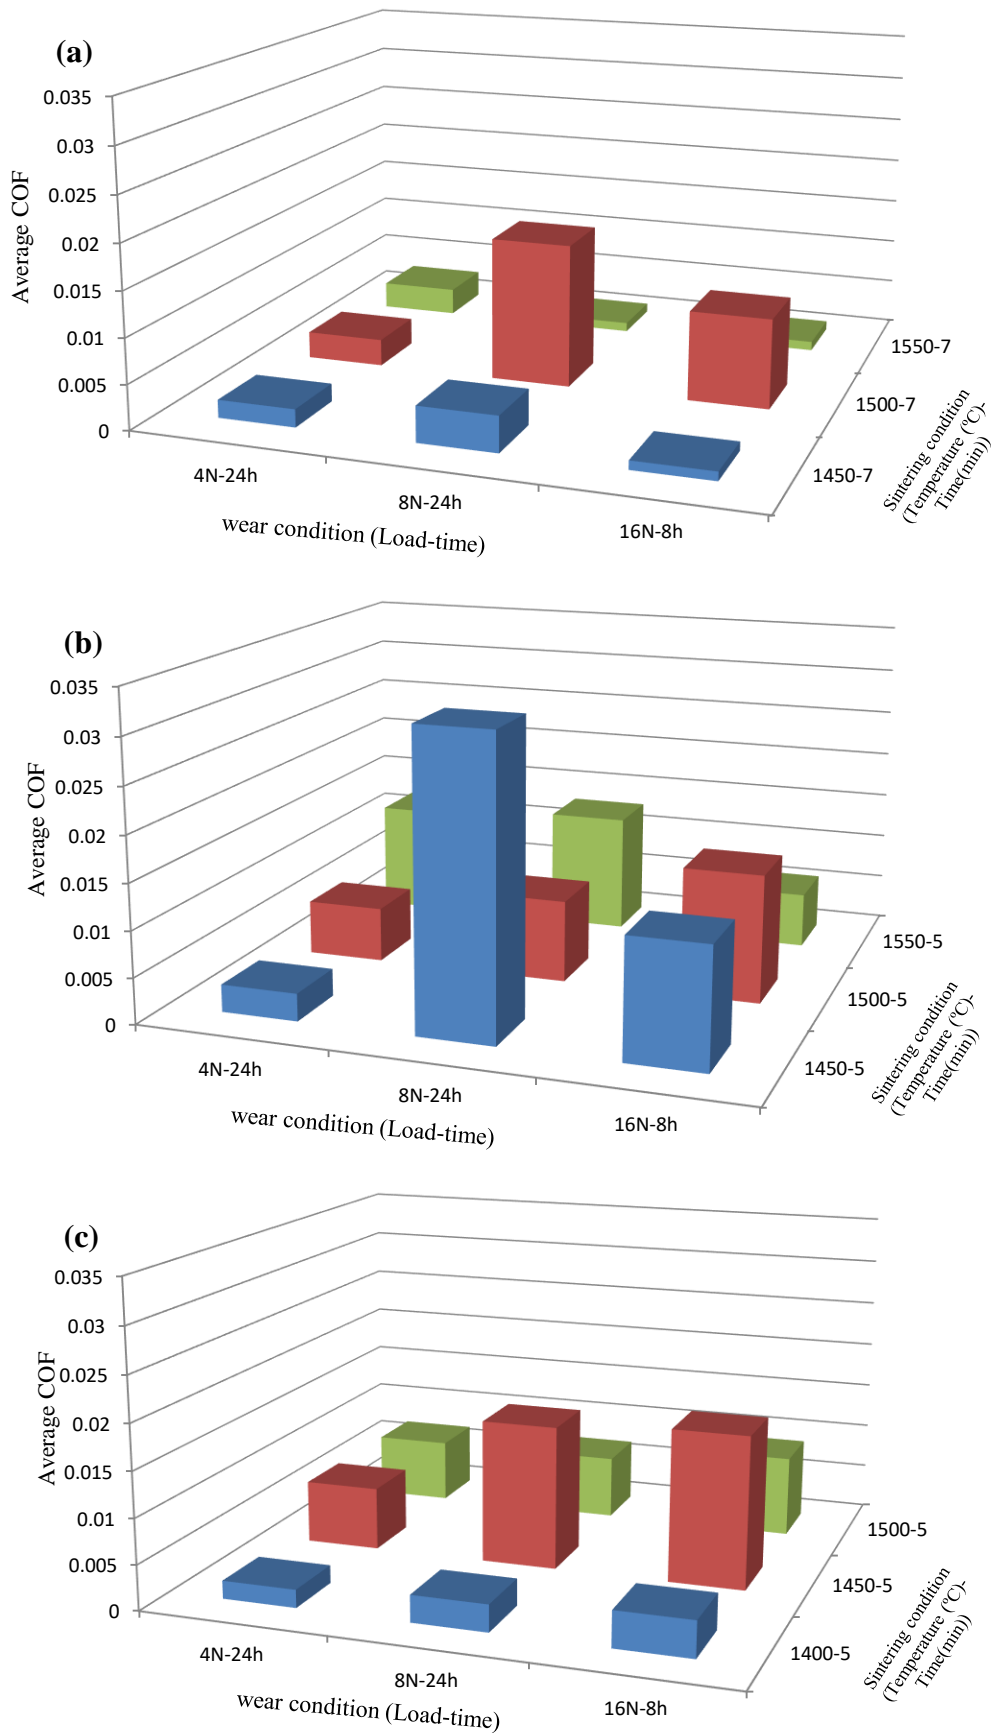 (a)
0.035
0.03
0.025
0.02
0.015
0.01
0.005
0
Average COF
4N-24h
8N-24h
16N-8h
wear condition (Load-time)
1550-7
1500-7
1450-7
Sintering condition
(Temperature (ºC)-
Time(min))
(b)
0.035
0.03
0.025
0.02
0.015
0.01
0.005
0
Average COF
4N-24h
8N-24h
16N-8h
wear condition (Load-time)
1550-5
1500-5
1450-5
Sintering condition
(Temperature (ºC)-
Time(min))
(c)
0.035
0.03
0.025
0.02
0.015
0.01
0.005
0
Average COF
4N-24h
8N-24h
16N-8h
wear condition (Load-time)
1500-5
1450-5
1400-5
Sintering condition
(Temperature (ºC)-
Time(min))